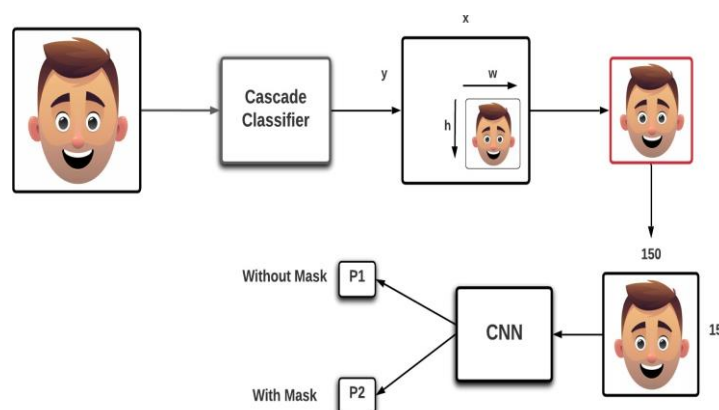 x
y
w
Cascade
Classifier
h
150
Without Mask
P1
CNN
With Mask
P2